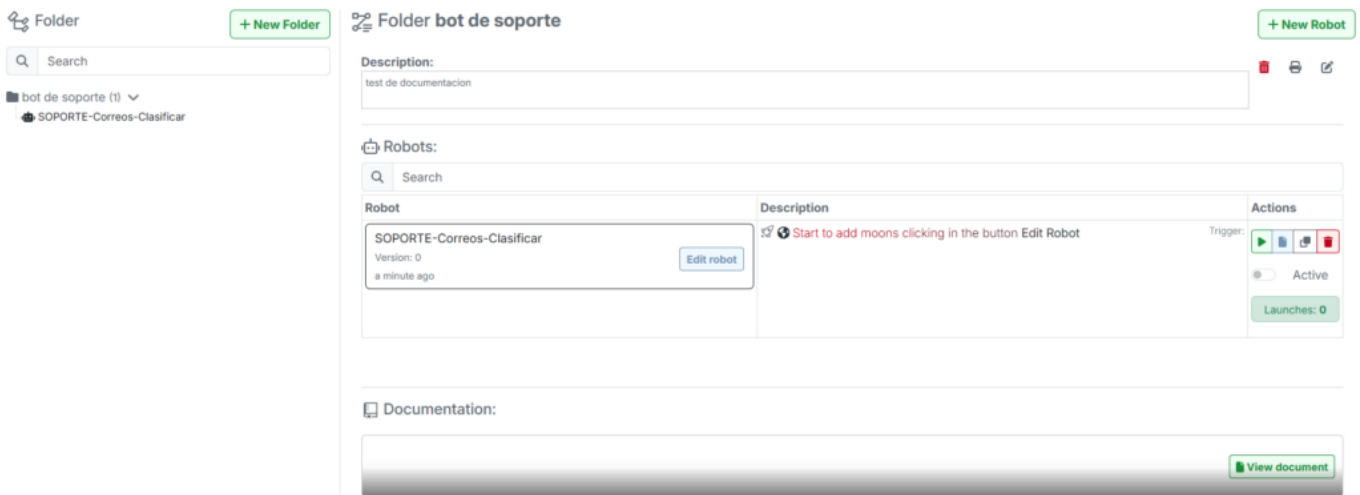 Folder
+ New Folder
Search
bot de soporte (1)
SOPORTE-Correos-Clasificar
Folder bot de soporte
+ New Robot
Description:
test de documentacion
Robots:
Search
Robot
Description
Actions
SOPORTE-Correos-Clasificar
Version: 0
a minute ago
Edit robot
Start to add moons clicking in the button Edit Robot
Trigger:
Active
Launches: 0
Documentation:
View document